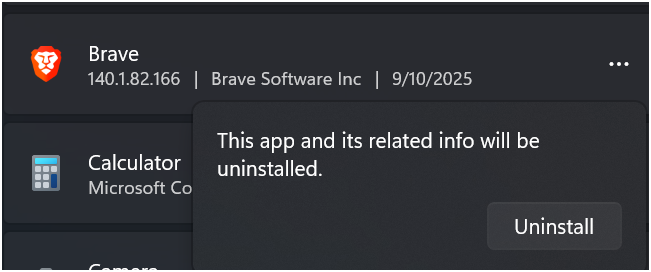 Brave
140.1.82.166 | Brave Software Inc | 9/10/2025
This app and its related info will be
uninstalled.
Calculator
Microsoft Co
Uninstall
Camera